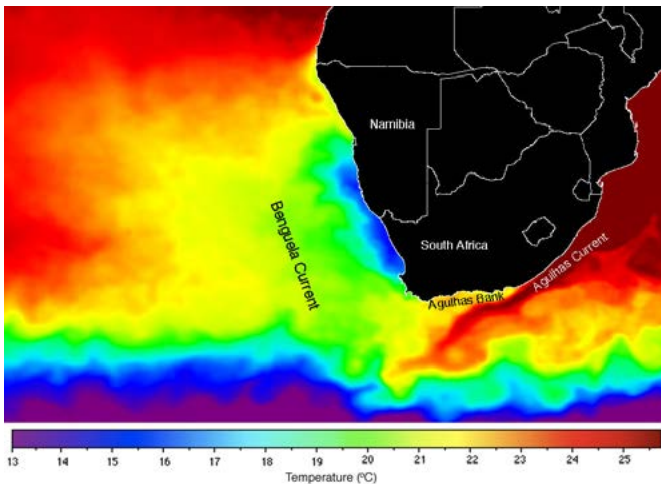 Namibia
South Africa
Benguela Current
Agulhas Bank
Agulhas Current
13 14 15 16 17 18 19 20 21 22 23 24 25
Temperature (ºC)